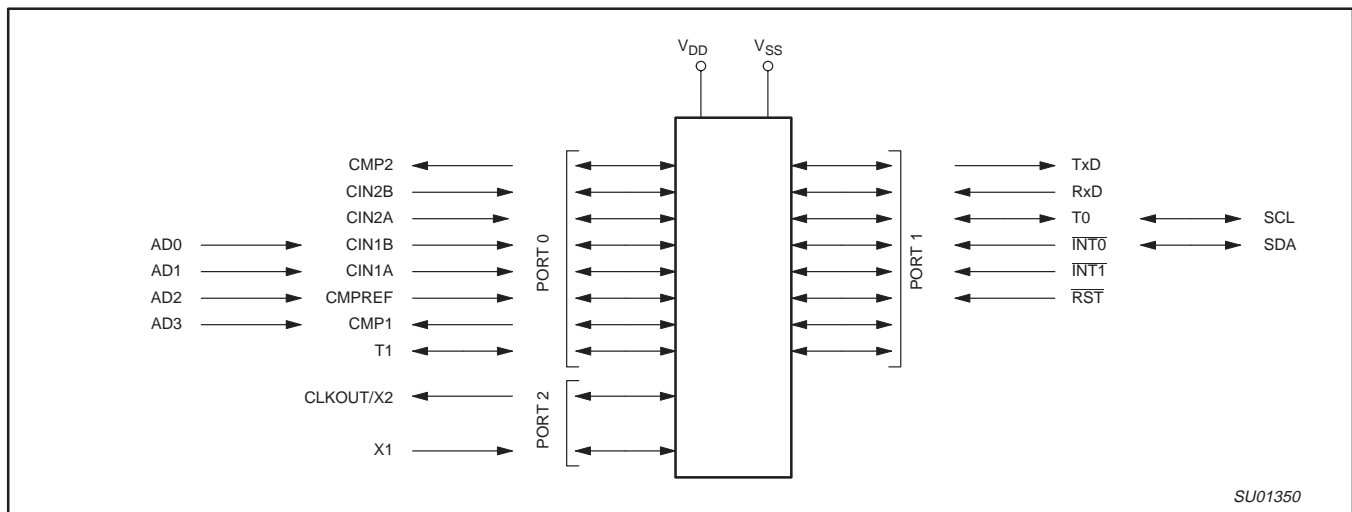 VDD
VSS
CMP2
CIN2B
CIN2A
AD0 CIN1B
AD1 CIN1A
AD2 CMPREF
AD3 CMP1
T1
CLKOUT/X2
X1
PORT 0
PORT 2
PORT 1
TxD
RxD
T0 SCL
INT0 SDA
INT1
RST
SU01350